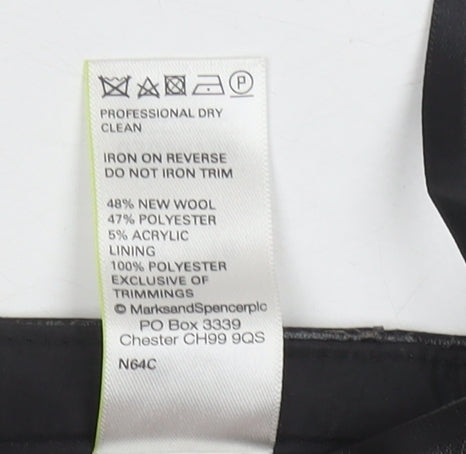 P
PROFESSIONAL DRY
CLEAN
IRON ON REVERSE
DO NOT IRON TRIM
48% NEW WOOL
47% POLYESTER
5% ACRYLIC
LINING
100% POLYESTER
EXCLUSIVE OF
TRIMMINGS
© MarksandSpencerplc
PO Box 3339
Chester CH99 9QS
N64C